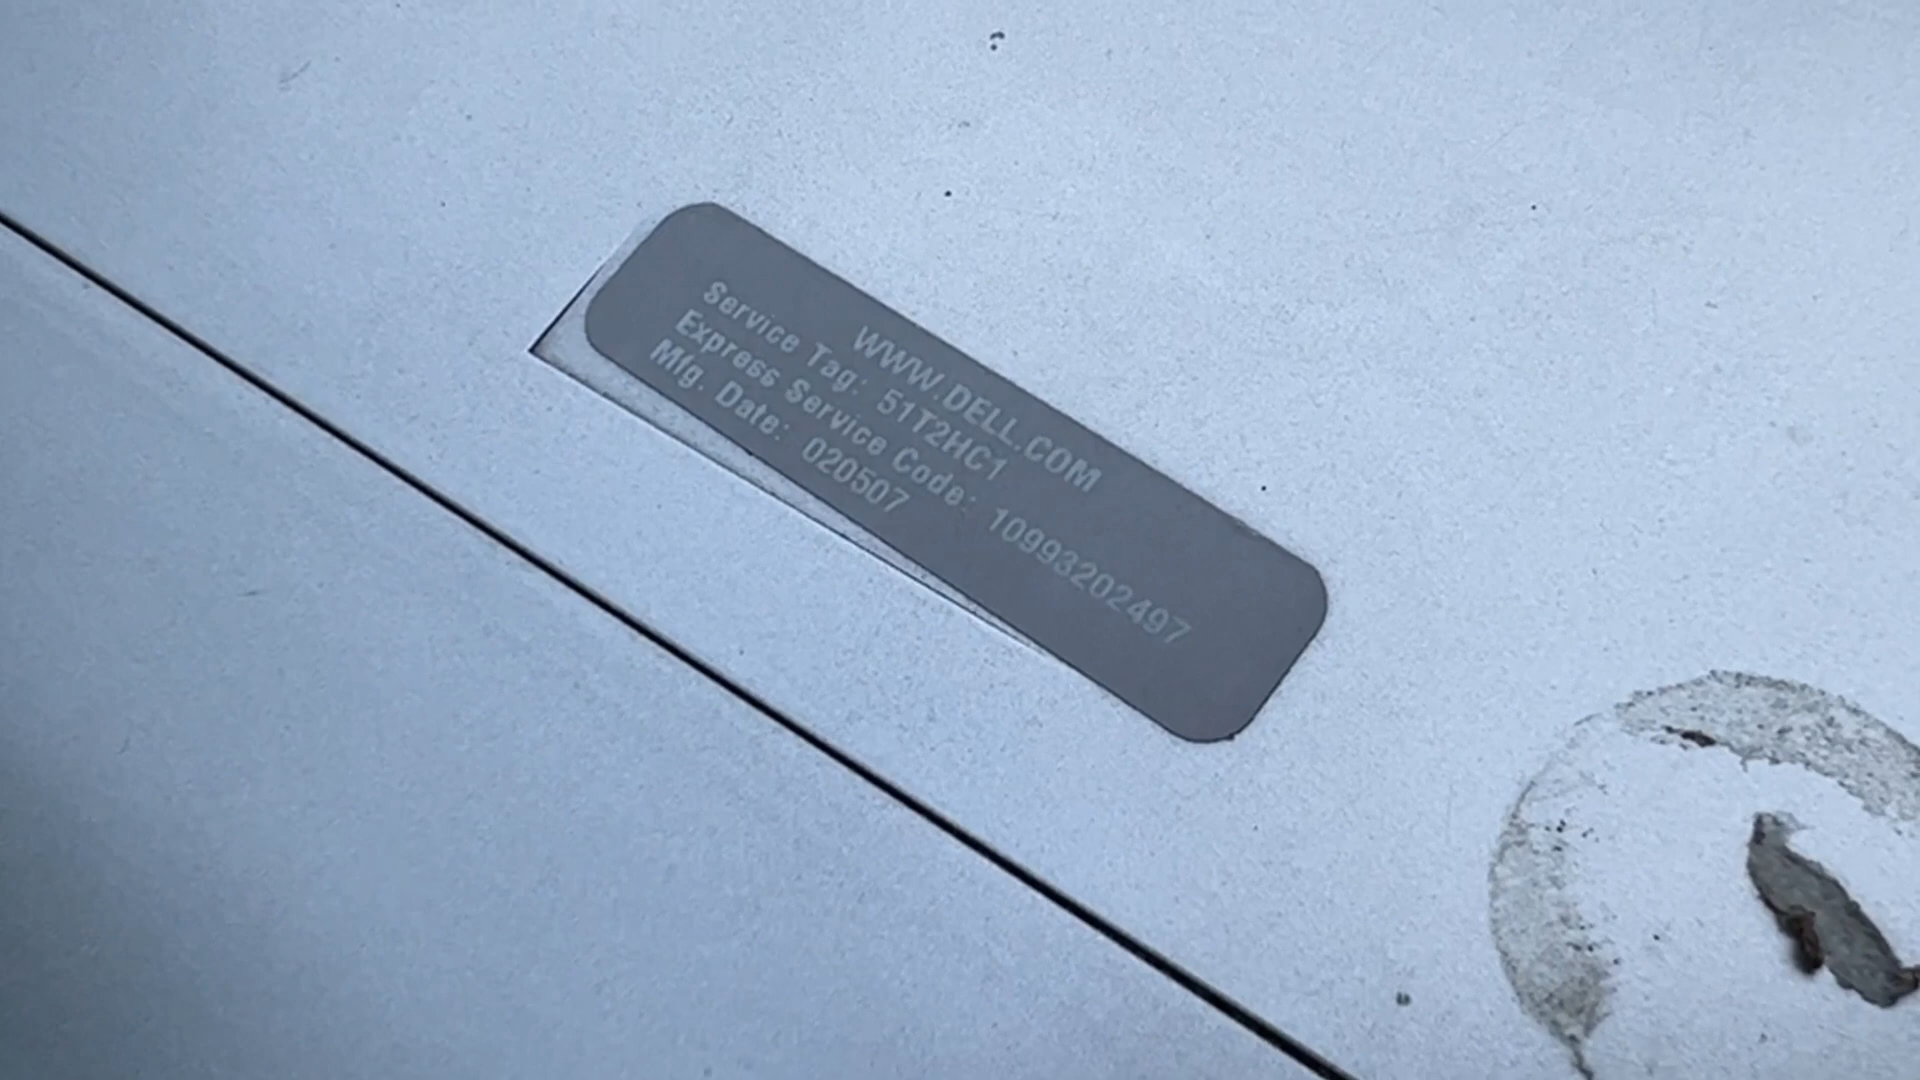 WWW.DELL.COM
Service Tag: 51T2HC1
Express Service Code: 10993202497
Mfg. Date: 020507